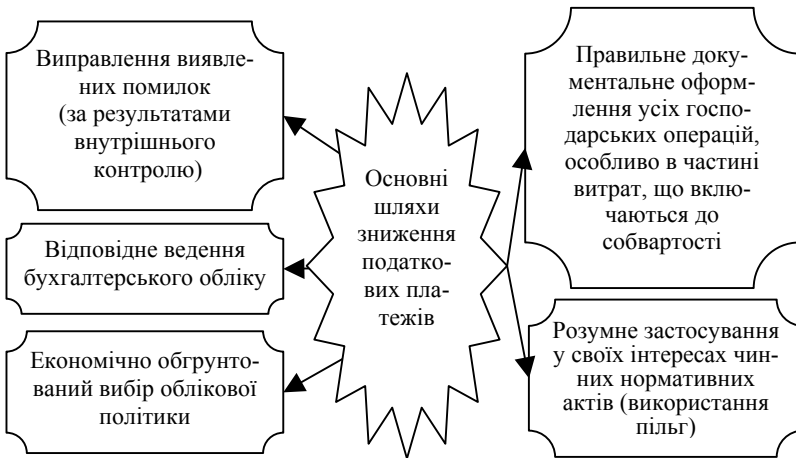 Виправлення виявле-
них помилок
(за результатами
внутрішнього
контролю)
Відповідне ведення
бухгалтерського обліку
Економічно обгрунто-
ваний вибір облікової
політики
Основні
шляхи
зниження
податко-
вих пла-
тежів
Правильне доку-
ментальне оформ-
лення усіх госпо-
дарських операцій,
особливо в частині
витрат, що вклю-
чаються до
собвартості
Розумне застосування
у своїх інтересах чин-
них нормативних
актів (використання
пільг)